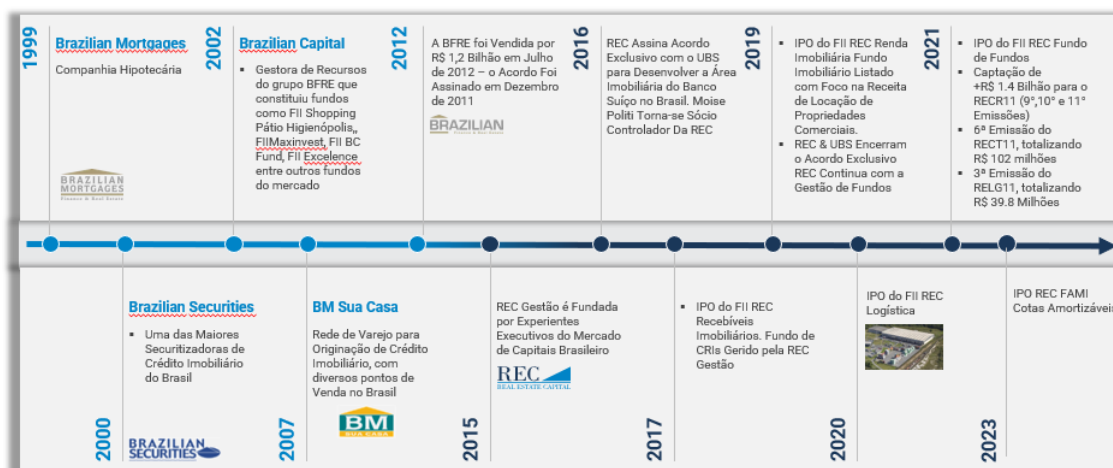 1999
Brazilian Mortgages
Companhia Hipotecária
BRAZILIAN
MORTGAGES
Finance & Real Estate
2002
Brazilian Capital
▪ Gestora de Recursos
do grupo BFRE que
constituiu fundos
como FII Shopping
Pátio Higienópolis,,
FIIMaxinvest, FII BC
Fund, FII Excelence
entre outros fundos
do mercado
2012
A BFRE foi Vendida por
R$ 1,2 Bilhão em Julho
de 2012 – o Acordo Foi
Assinado em Dezembro
de 2011
BRAZILIAN
Finance & Real Estate
2016
REC Assina Acordo
Exclusivo com o UBS
para Desenvolver a Área
Imobiliária do Banco
Suíço no Brasil. Moise
Politi Torna-se Sócio
Controlador Da REC
2019
▪ IPO do FII REC Renda
Imobiliária Fundo
Imobiliário Listado
com Foco na Receita
de Locação de
Propriedades
Comerciais.
▪ REC & UBS Encerram
o Acordo Exclusivo
REC Continua com a
Gestão de Fundos
2021
▪ IPO do FII REC Fundo
de Fundos
▪ Captação de
+R$ 1.4 Bilhão para o
RECR11 (9°,10° e 11°
Emissões)
▪ 6ª Emissão do
RECT11, totalizando
R$ 102 milhões
▪ 3ª Emissão do
RELG11, totalizando
R$ 39.8 Milhões
2000
Brazilian Securities
▪ Uma das Maiores
Securitizadoras de
Crédito Imobiliário
do Brasil
BRAZILIAN
SECURITIES
2007
BM Sua Casa
Rede de Varejo para
Originação de Crédito
Imobiliário, com
diversos pontos de
Venda no Brasil
BM
SUA CASA
2015
REC Gestão é Fundada
por Experientes
Executivos do Mercado
de Capitais Brasileiro
REC
REAL ESTATE CAPITAL
2017
▪ IPO do FII REC
Recebíveis
Imobiliários. Fundo de
CRIs Gerido pela REC
Gestão
2020
IPO do FII REC
Logística
2023
IPO REC FAMI
Cotas Amortizáveis